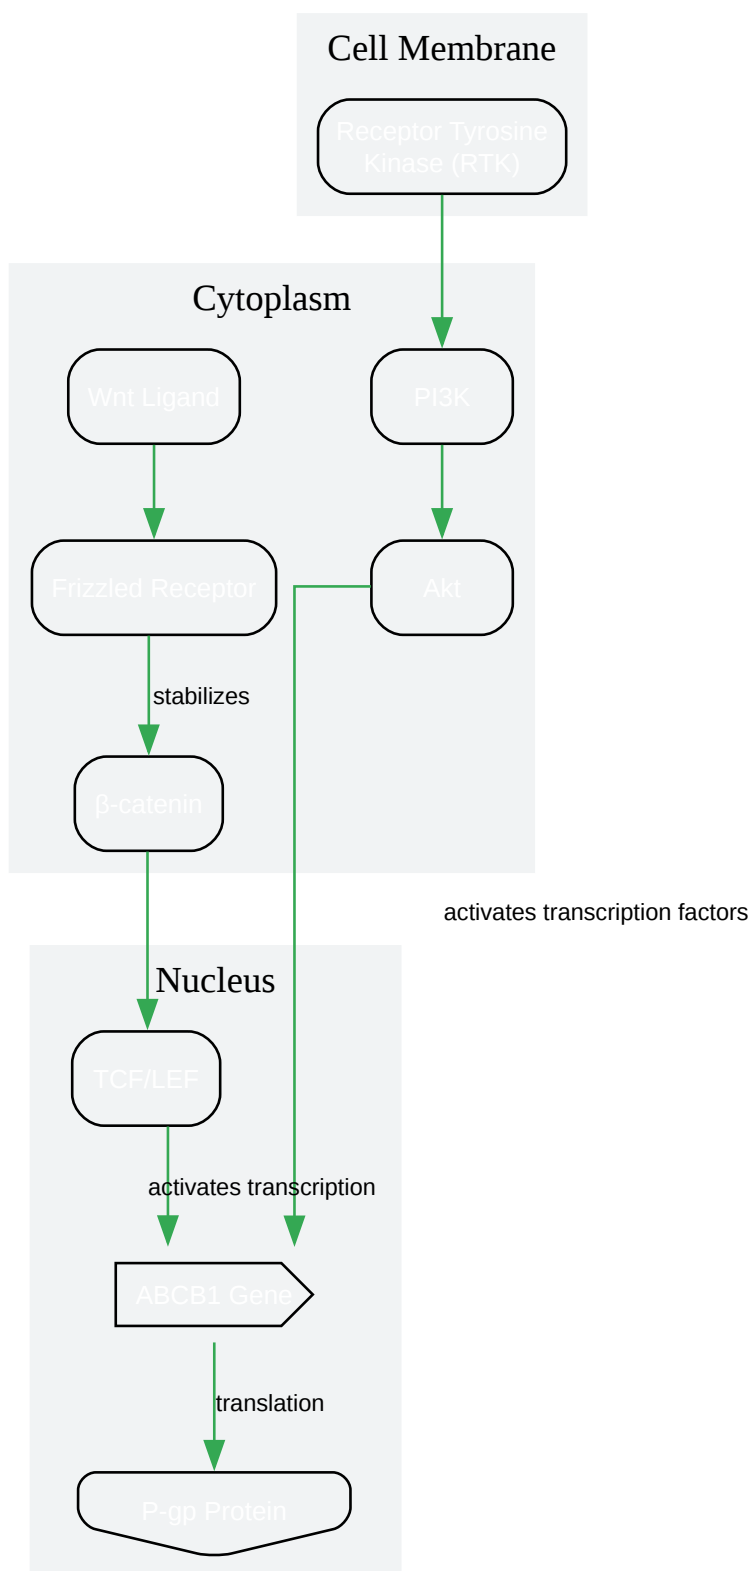 Cell Membrane
Receptor Tyrosine
Kinase (RTK)
Cytoplasm
Wnt Ligand
PI3K
Frizzled Receptor
Akt
stabilizes
β-catenin
activates transcription factors
Nucleus
TCF/LEF
activates transcription
ABCB1 Gene
translation
P-gp Protein